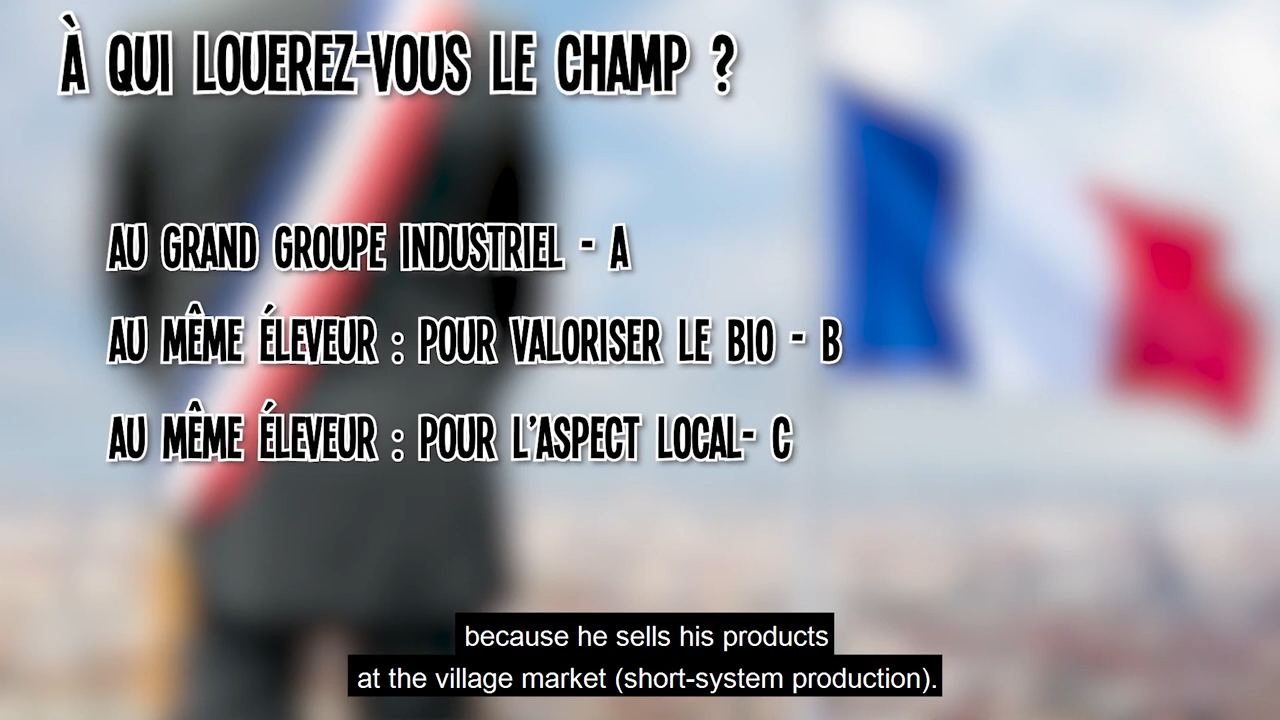 À QUI LOUEREZ-VOUS LE CHAMP ?
AU GRAND GROUPE INDUSTRIEL - A
AU MÊME ÉLEVEUR : POUR VALORISER LE BIO - B
AU MÊME ÉLEVEUR : POUR L'ASPECT LOCAL- C
because he sells his products
at the village market (short-system production).